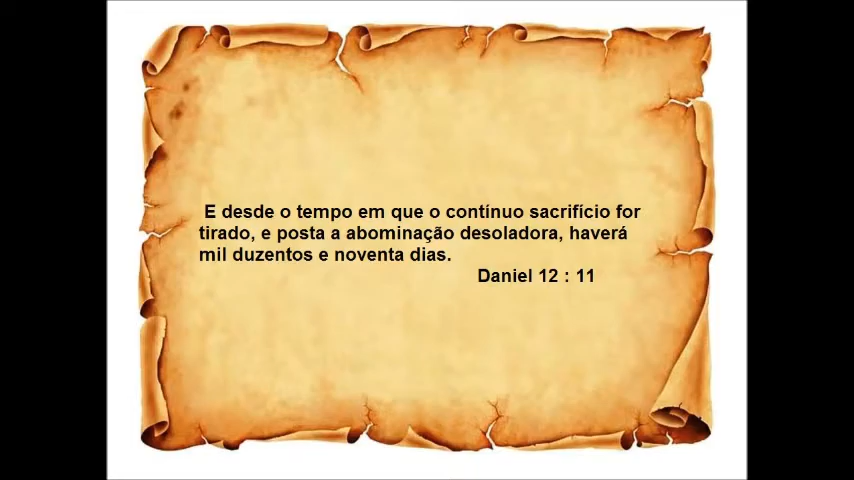 E desde o tempo em que o contínuo sacrifício for
tirado, e posta a abominação desoladora, haverá
mil duzentos e noventa dias.
Daniel 12 : 11